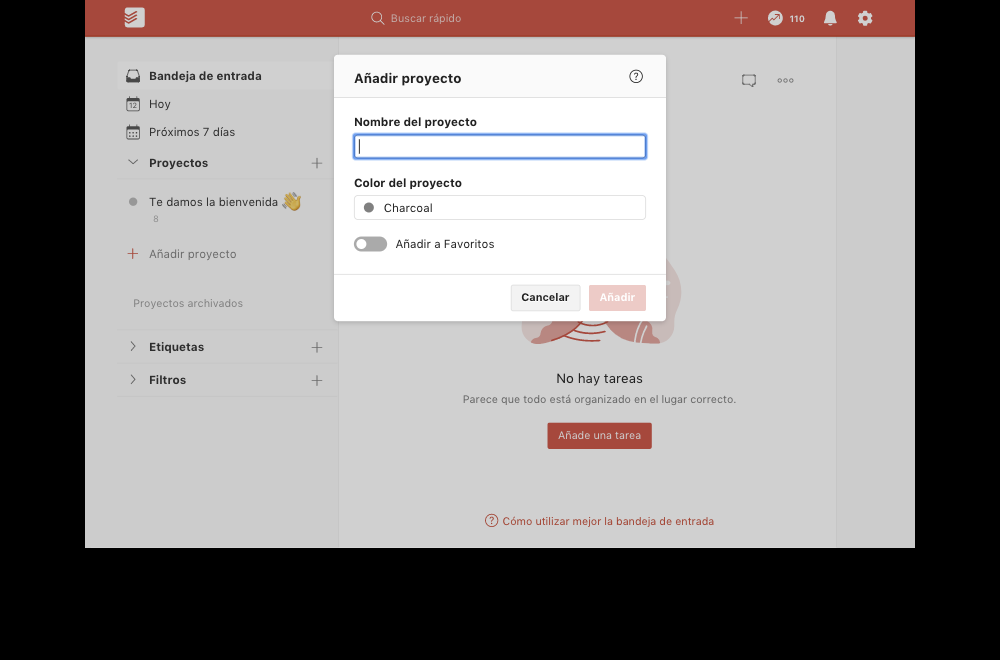 Buscar rápido
110
Bandeja de entrada
12
Hoy
Próximos 7 días
Proyectos
Te damos la bienvenida 👋
8
Añadir proyecto
Proyectos archivados
Etiquetas
Filtros
Añadir proyecto
?
Nombre del proyecto
Color del proyecto
Charcoal
Añadir a Favoritos
Cancelar
Añadir
No hay tareas
Parece que todo está organizado en el lugar correcto.
Añade una tarea
? Cómo utilizar mejor la bandeja de entrada